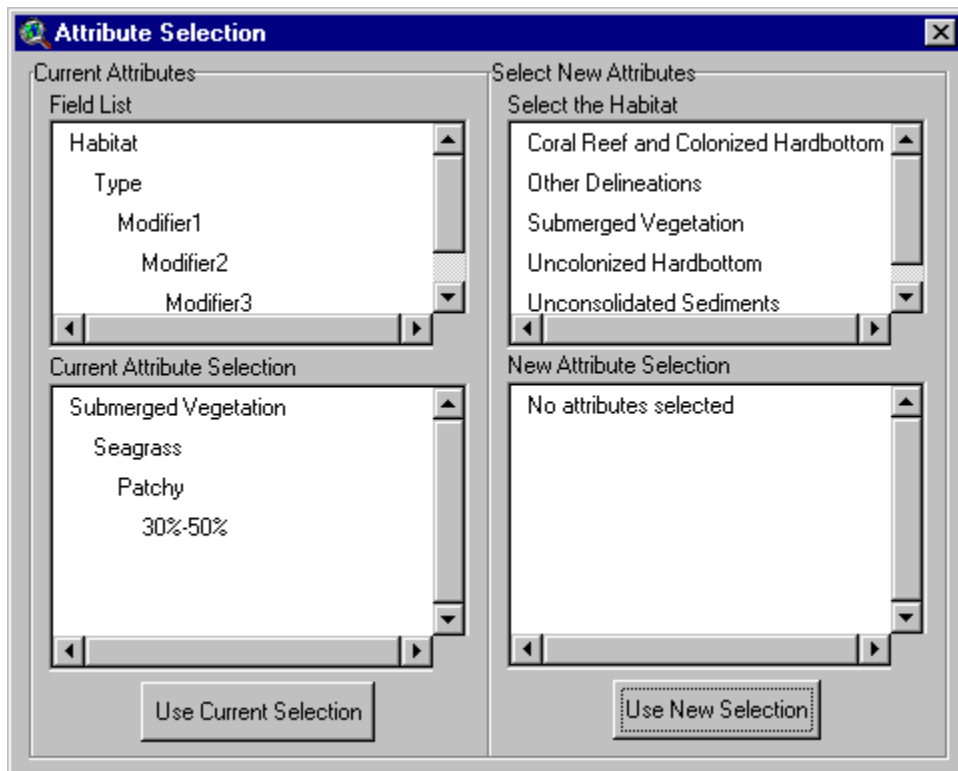 Attribute Selection
Current Attributes
Field List
Habitat
Type
Modifier1
Modifier2
Modifier3
Current Attribute Selection
Submerged Vegetation
Seagrass
Patchy
30%-50%
Use Current Selection
Select New Attributes
Select the Habitat
Coral Reef and Colonized Hardbottom
Other Delineations
Submerged Vegetation
Uncolonized Hardbottom
Unconsolidated Sediments
New Attribute Selection
No attributes selected
Use New Selection